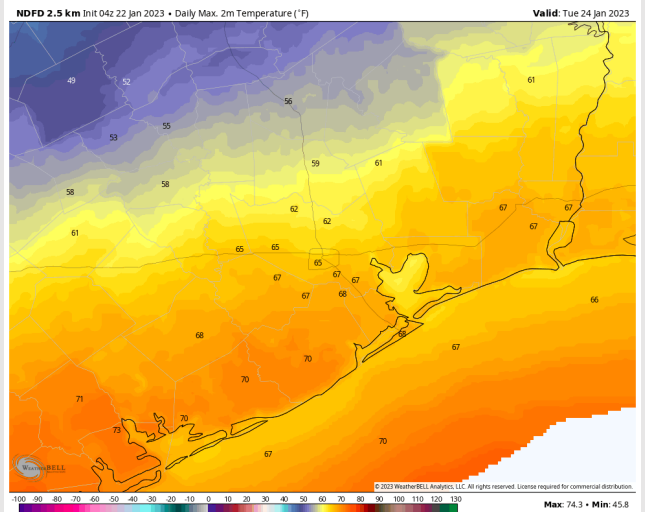 NDFD 2.5 km Init 04z 22 Jan 2023 • Daily Max. 2m Temperature (°F) Valid: Tue 24 Jan 2023
49 52 61
56
55
53
59 61
58 58
62 67 67
62 67
61
65 65
65
67 67 67
67 68 66
68 68
67
70
70
71
70
73 70
67
WEATHERBELL
© 2023 WeatherBELL Analytics, LLC. All rights reserved. License required for commercial distribution.
-100 -90 -80 -70 -60 -50 -40 -30 -20 -10 0 10 20 30 40 50 60 70 80 90 100 110 120 130
Max: 74.3 • Min: 45.8